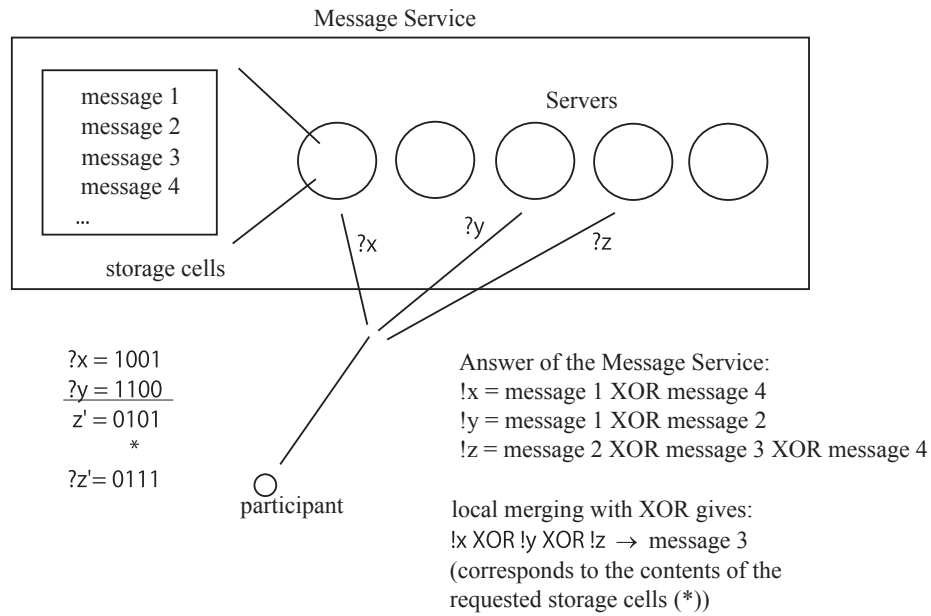 Message Service
message 1
message 2
message 3
message 4
...
Servers
storage cells
?x
?y
?z
?x = 1001
?y = 1100
z' = 0101
*
?z'= 0111
participant
Answer of the Message Service:
!x = message 1 XOR message 4
!y = message 1 XOR message 2
!z = message 2 XOR message 3 XOR message 4
local merging with XOR gives:
!x XOR !y XOR !z → message 3
(corresponds to the contents of the
requested storage cells (*))